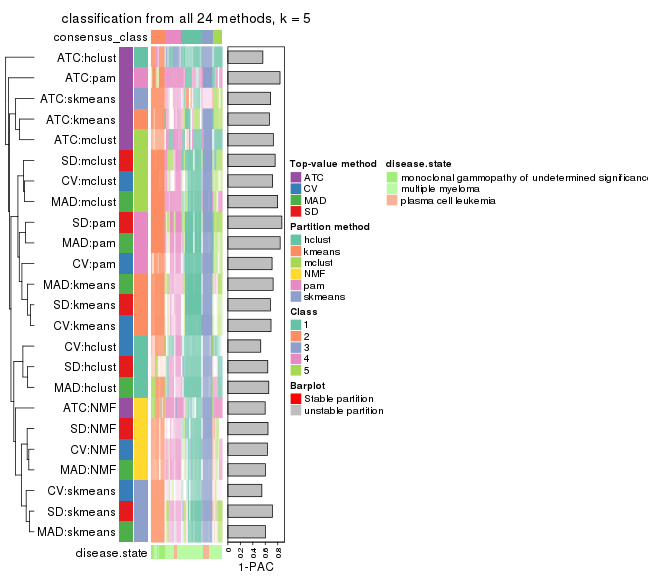 classification from all 24 methods, k = 5
consensus_class
ATC:hclust
ATC:pam
ATC:skmeans
ATC:kmeans
ATC:mclust
SD:mclust
CV:mclust
MAD:mclust
SD:pam
MAD:pam
CV:pam
MAD:kmeans
SD:kmeans
CV:kmeans
CV:hclust
SD:hclust
MAD:hclust
ATC:NMF
SD:NMF
CV:NMF
MAD:NMF
CV:skmeans
SD:skmeans
MAD:skmeans
disease.state
0
0.2
0.4
0.6
0.8
1-PAC
Top-value method
ATC
CV
MAD
SD
Partition method
hclust
kmeans
mclust
NMF
pam
skmeans
Class
1
2
3
4
5
Barplot
Stable partition
unstable partition
disease.state
monoclonal gammopathy of undetermined significance
multiple myeloma
plasma cell leukemia